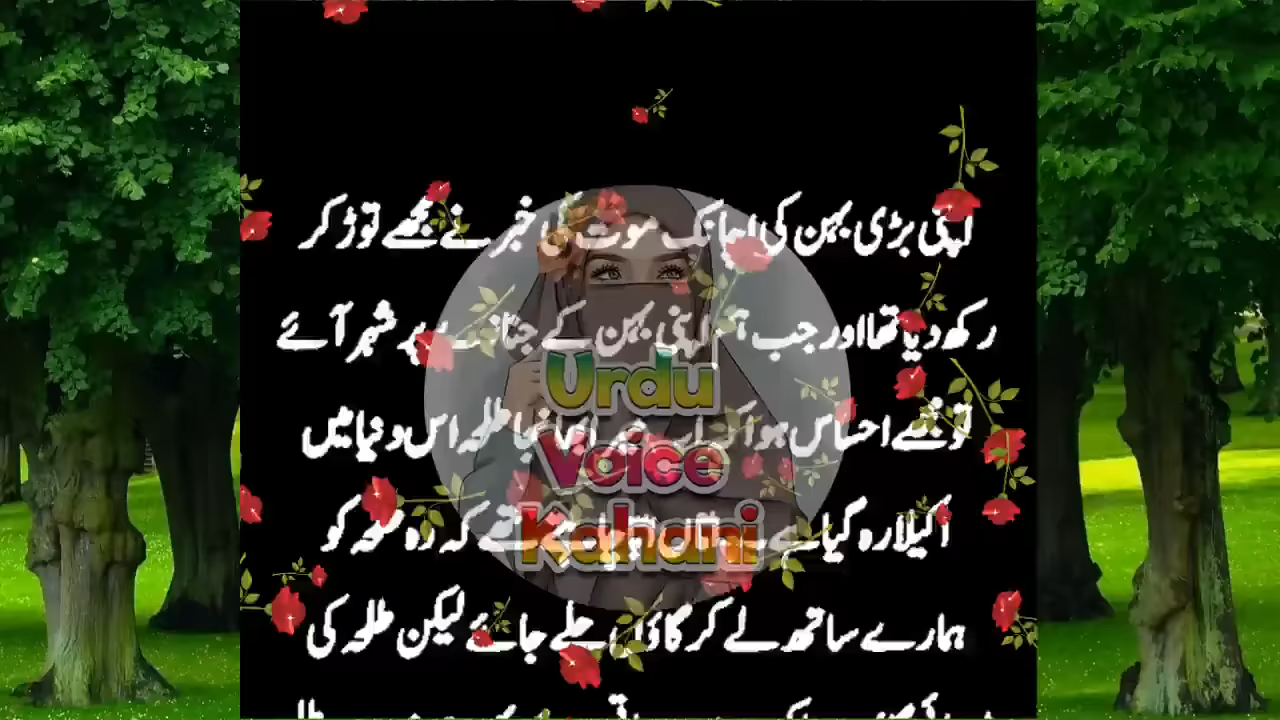 اپنی بڑی بہن کی اچانک موت کی خبر نے مجھے توڑ کر
رکھ دیا تھا اور جب ہم اپنی بہن کے جنازے پر شہر آئے
تو مجھے احساس ہوا کہ اب میرا بھانجا طلحہ اس دنیا میں
اکیلا رہ گیا ہے کہ وہ طلحہ کو
ہمارے ساتھ لے کر گاؤں چلے جائے لیکن طلحہ کی
Urdu
Voice
Kahani